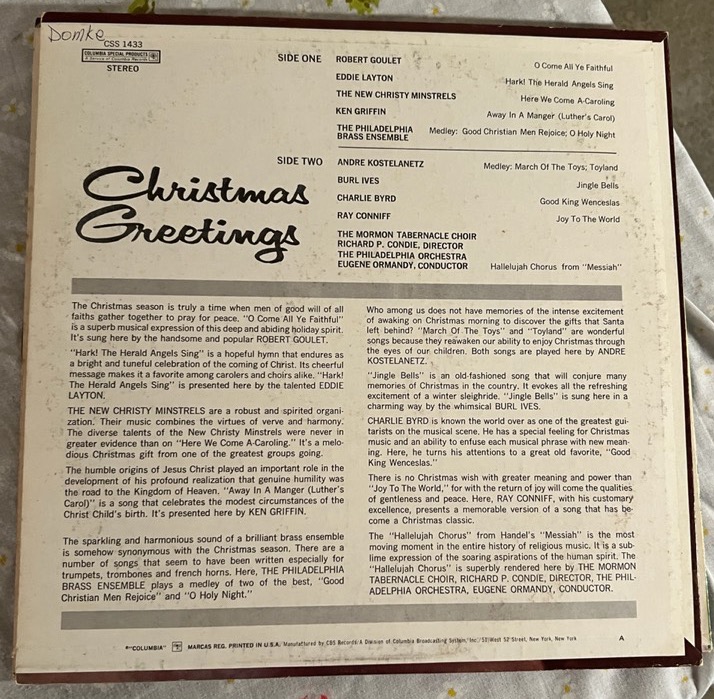 Domke
CSS 1433
COLUMBIA SPECIAL PRODUCTS
A Service of Columbia Records
STEREO
SIDE ONE
ROBERT GOULET O Come All Ye Faithful
EDDIE LAYTON Hark! The Herald Angels Sing
THE NEW CHRISTY MINSTRELS Here We Come A-Caroling
KEN GRIFFIN Away In A Manger (Luther's Carol)
THE PHILADELPHIA
BRASS ENSEMBLE Medley: Good Christian Men Rejoice; O Holy Night
SIDE TWO
ANDRE KOSTELANETZ Medley: March Of The Toys; Toyland
BURL IVES Jingle Bells
CHARLIE BYRD Good King Wenceslas
RAY CONNIFF Joy To The World
THE MORMON TABERNACLE CHOIR
RICHARD P. CONDIE, DIRECTOR
THE PHILADELPHIA ORCHESTRA
EUGENE ORMANDY, CONDUCTOR Hallelujah Chorus from "Messiah"
Christmas
Greetings
The Christmas season is truly a time when men of good will of all
faiths gather together to pray for peace. "O Come All Ye Faithful"
is a superb musical expression of this deep and abiding holiday spirit.
It's sung here by the handsome and popular ROBERT GOULET.
"Hark! The Herald Angels Sing" is a hopeful hymn that endures as
a bright and tuneful celebration of the coming of Christ. Its cheerful
message makes it a favorite among carolers and choirs alike. "Hark!
The Herald Angels Sing" is presented here by the talented EDDIE
LAYTON.
THE NEW CHRISTY MINSTRELS are a robust and spirited organi-
zation. Their music combines the virtues of verve and harmony.
The diverse talents of the New Christy Minstrels were never in
greater evidence than on "Here We Come A-Caroling." It's a melo-
dious Christmas gift from one of the greatest groups going.
The humble origins of Jesus Christ played an important role in the
development of his profound realization that genuine humility was
the road to the Kingdom of Heaven. "Away In A Manger (Luther's
Carol)" is a song that celebrates the modest circumstances of the
Christ Child's birth. It's presented here by KEN GRIFFIN.
The sparkling and harmonious sound of a brilliant brass ensemble
is somehow synonymous with the Christmas season. There are a
number of songs that seem to have been written especially for
trumpets, trombones and french horns. Here, THE PHILADELPHIA
BRASS ENSEMBLE plays a medley of two of the best, "Good
Christian Men Rejoice" and "O Holy Night."
Who among us does not have memories of the intense excitement
of awaking on Christmas morning to discover the gifts that Santa
left behind? "March Of The Toys" and "Toyland" are wonderful
songs because they reawaken our ability to enjoy Christmas through
the eyes of our children. Both songs are played here by ANDRE
KOSTELANETZ.
"Jingle Bells" is an old-fashioned song that will conjure many
memories of Christmas in the country. It evokes all the refreshing
excitement of a winter sleighride. "Jingle Bells" is sung here in a
charming way by the whimsical BURL IVES.
CHARLIE BYRD is known the world over as one of the greatest gui-
tarists on the musical scene. He has a special feeling for Christmas
music and an ability to enfuse each musical phrase with new mean-
ing. Here, he turns his attentions to a great old favorite, "Good
King Wenceslas."
There is no Christmas wish with greater meaning and power than
"Joy To The World," for with the return of joy will come the qualities
of gentleness and peace. Here, RAY CONNIFF, with his customary
excellence, presents a memorable version of a song that has be-
come a Christmas classic.
The "Hallelujah Chorus" from Handel's "Messiah" is the most
moving moment in the entire history of religious music. It is a sub-
lime expression of the soaring aspirations of the human spirit. The
"Hallelujah Chorus" is superbly rendered here by THE MORMON
TABERNACLE CHOIR, RICHARD P. CONDIE, DIRECTOR, THE PHIL-
ADELPHIA ORCHESTRA, EUGENE ORMANDY, CONDUCTOR.
®"COLUMBIA" MARCAS REG. PRINTED IN U.S.A. Manufactured by CBS Records/A Division of Columbia Broadcasting System, Inc./51 West 52 Street, New York, New York A